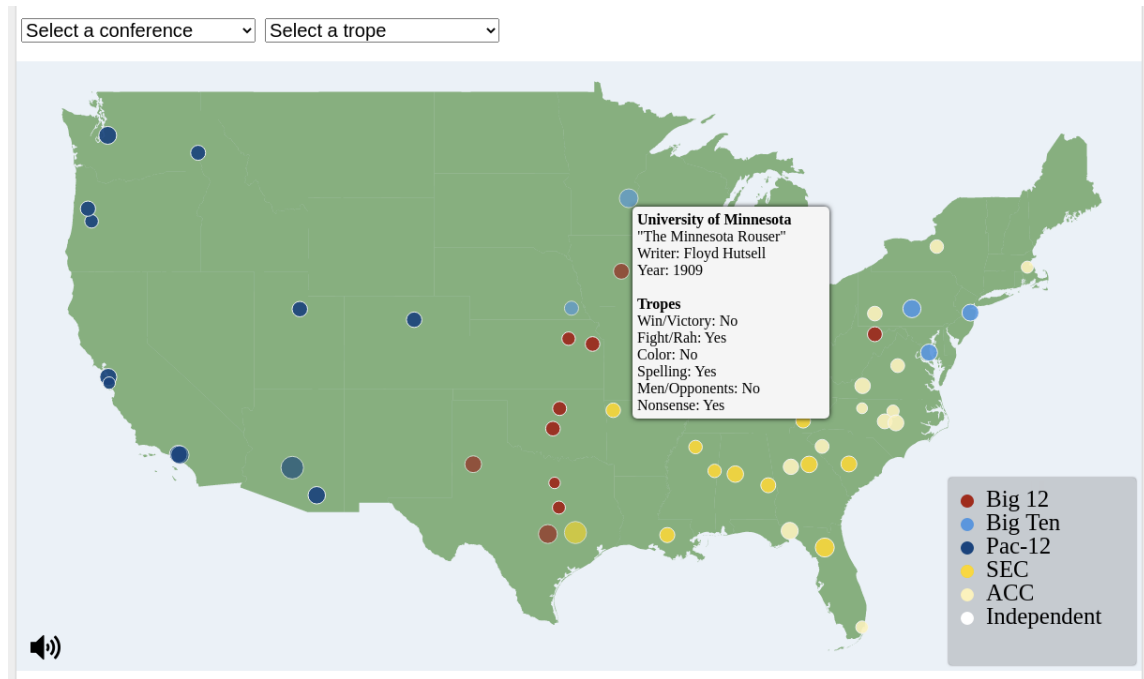 Select a conference
Select a trope
University of Minnesota
"The Minnesota Rouser"
Writer: Floyd Hutsell
Year: 1909
Tropes
Win/Victory: No
Fight/Rah: Yes
Color: No
Spelling: Yes
Men/Opponents: No
Nonsense: Yes
Big 12
Big Ten
Pac-12
SEC
ACC
Independent